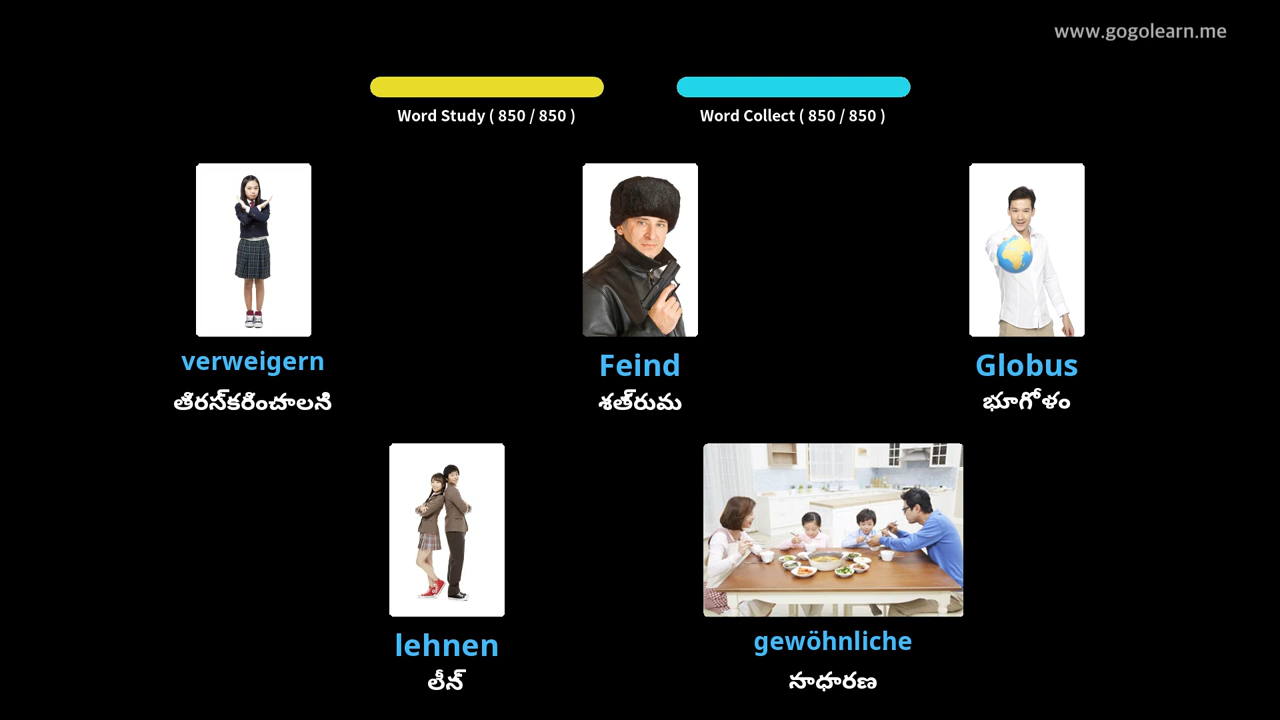 www.gogolearn.me
Word Study ( 850 / 850 )
Word Collect ( 850 / 850 )
verweigern
తిరస్కరించాలని
Feind
శత్రుమ
Globus
భూగోళం
lehnen
లీన్
gewöhnliche
సాధారణ